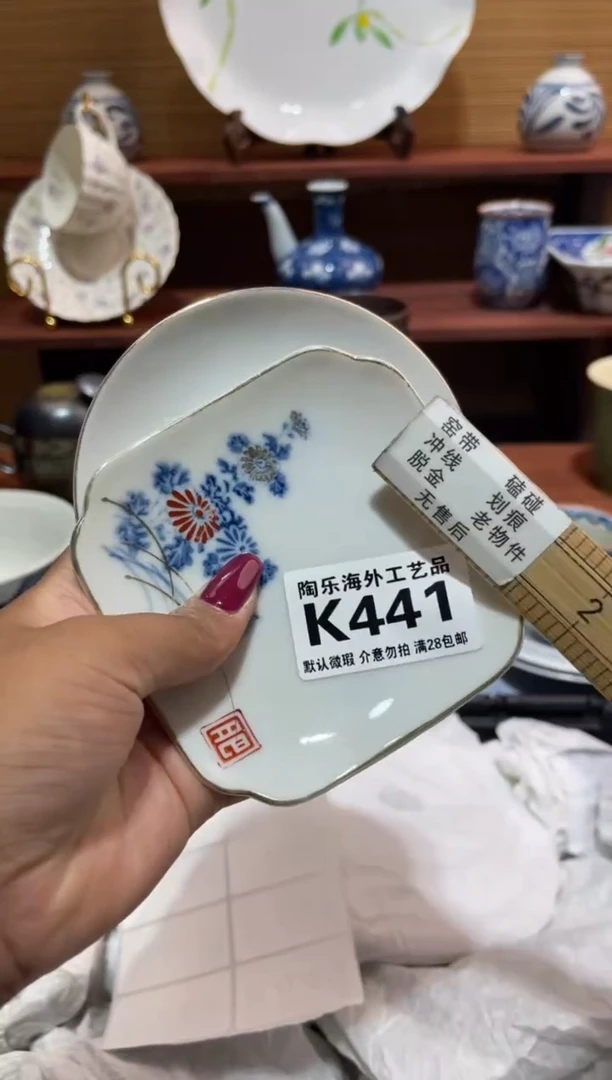 窑带 磕碰
冲线 划痕
脱金 老物件
无售后
2
陶乐海外工艺品
K441
默认微瑕 介意勿拍 满28包邮